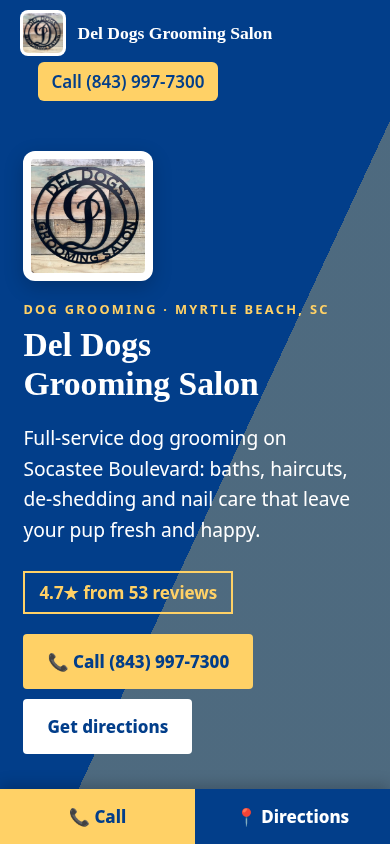 Del Dogs Grooming Salon
Call (843) 997-7300
DEL DOGS
GROOMING SALON
DOG GROOMING · MYRTLE BEACH, SC
Del Dogs
Grooming Salon
Full-service dog grooming on
Socastee Boulevard: baths, haircuts,
de-shedding and nail care that leave
your pup fresh and happy.
4.7★ from 53 reviews
📞 Call (843) 997-7300
Get directions
📞 Call
📍 Directions